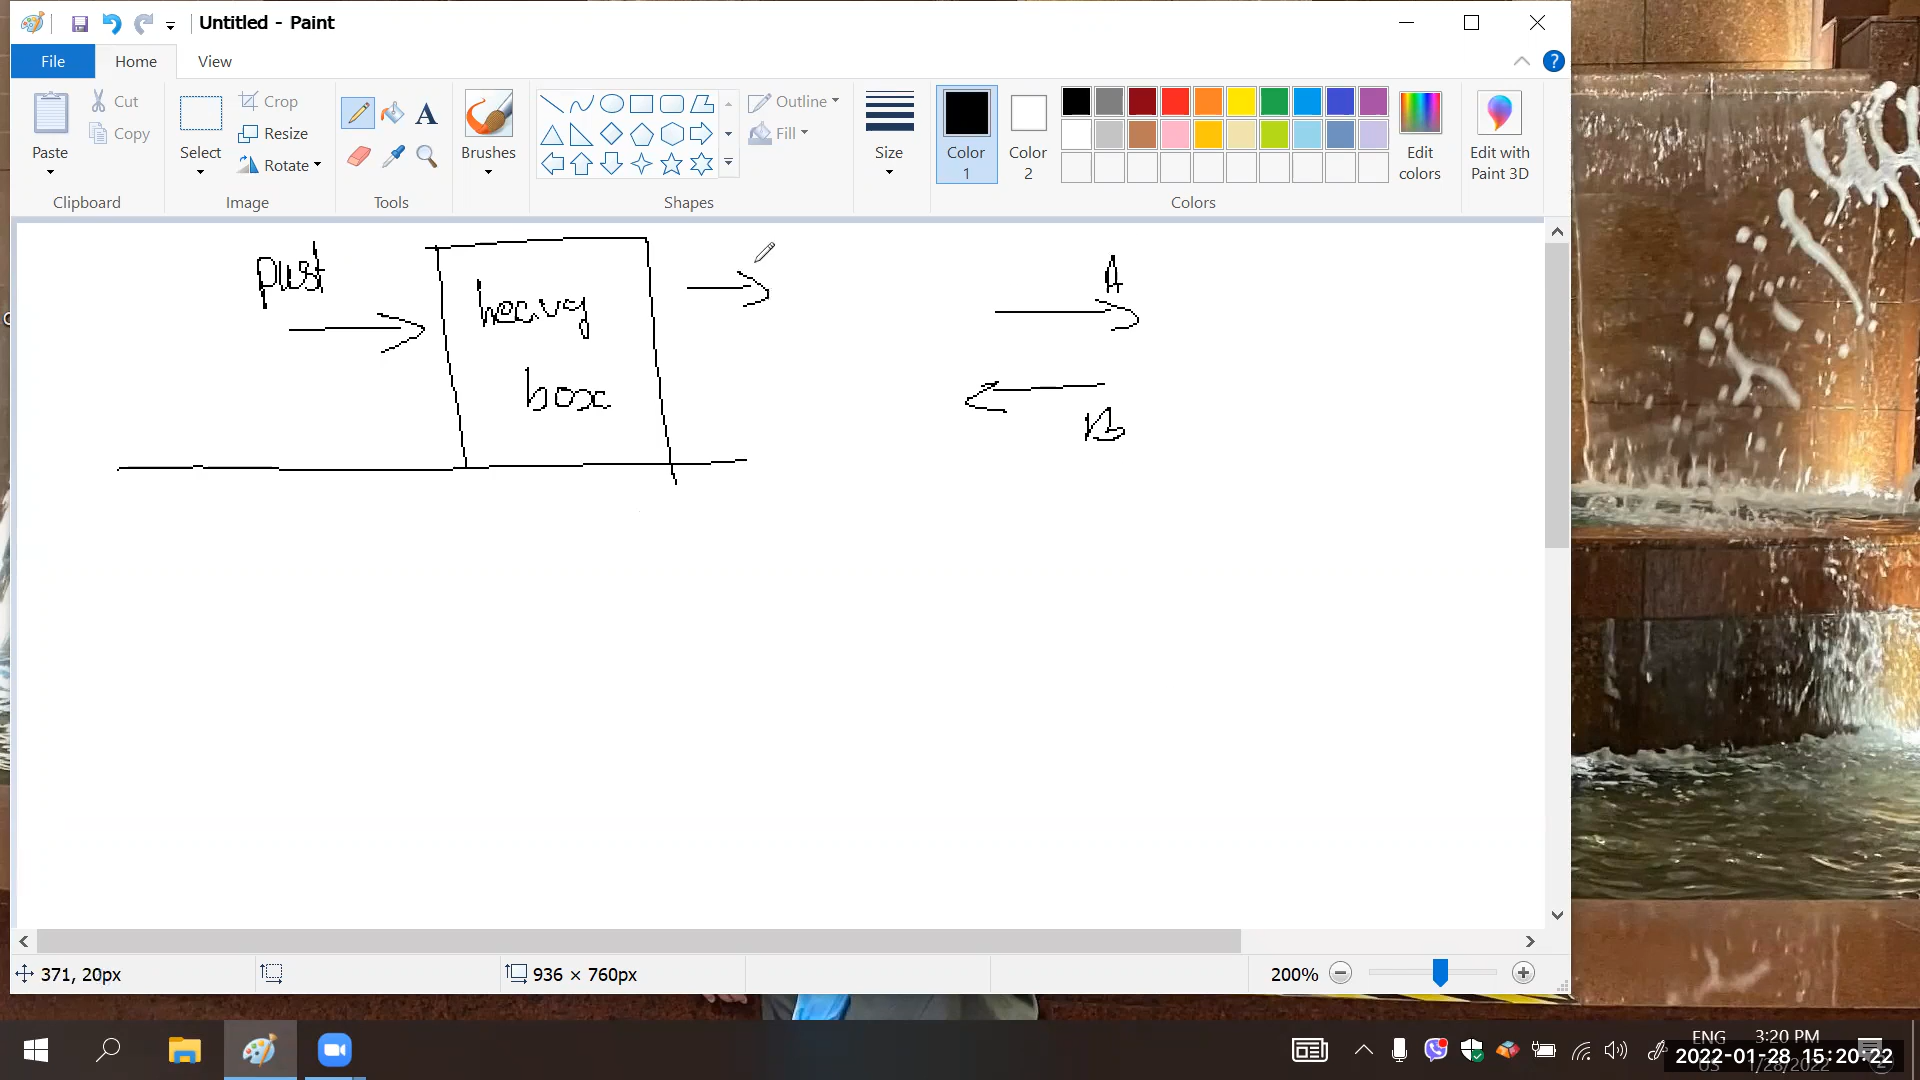 Untitled - Paint
File Home View
Paste
Cut
Copy
Clipboard
Select
Crop
Resize
Rotate
Image
Tools
Brushes
Shapes
Outline
Fill
Size
Color 1
Color 2
Colors
Edit colors
Edit with Paint 3D
heavy
box
A
B
371, 20px
936 × 760px
200%
ENG
3:20 PM
2022-01-28 15:20:22